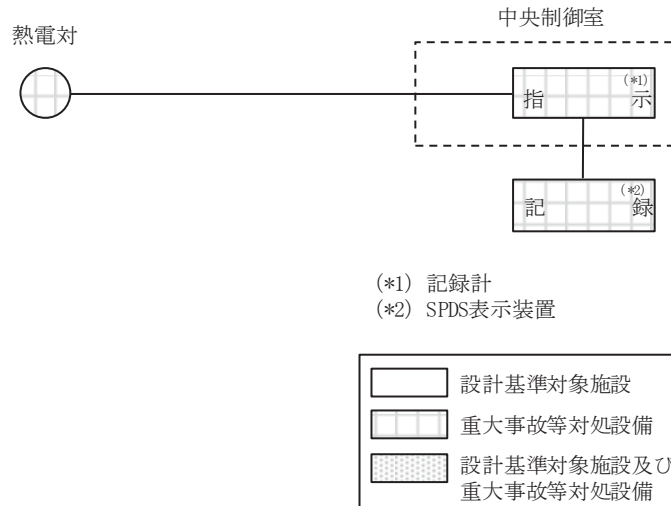 中央制御室
熱電対
(*1)
指 示
(*2)
記 録
(*1) 記録計
(*2) SPDS表示装置
設計基準対象施設
重大事故等対処設備
設計基準対象施設及び
重大事故等対処設備